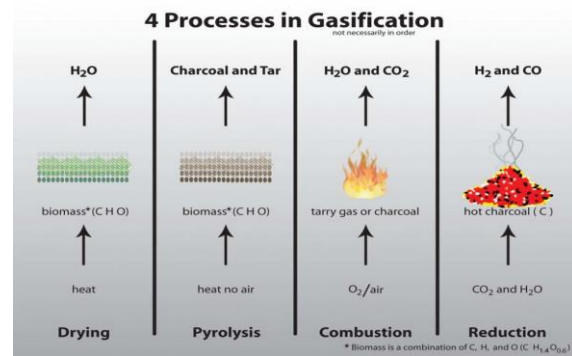 4 Processes in Gasification
not necessarily in order
H₂O
Charcoal and Tar
H₂O and CO₂
H₂ and CO
biomass*(C H O)
biomass*(C H O)
tarry gas or charcoal
hot charcoal ( C )
heat
heat no air
O₂/air
CO₂ and H₂O
Drying
Pyrolysis
Combustion
Reduction
* Biomass is a combination of C, H, and O (C H₁.₄O₀.₆)